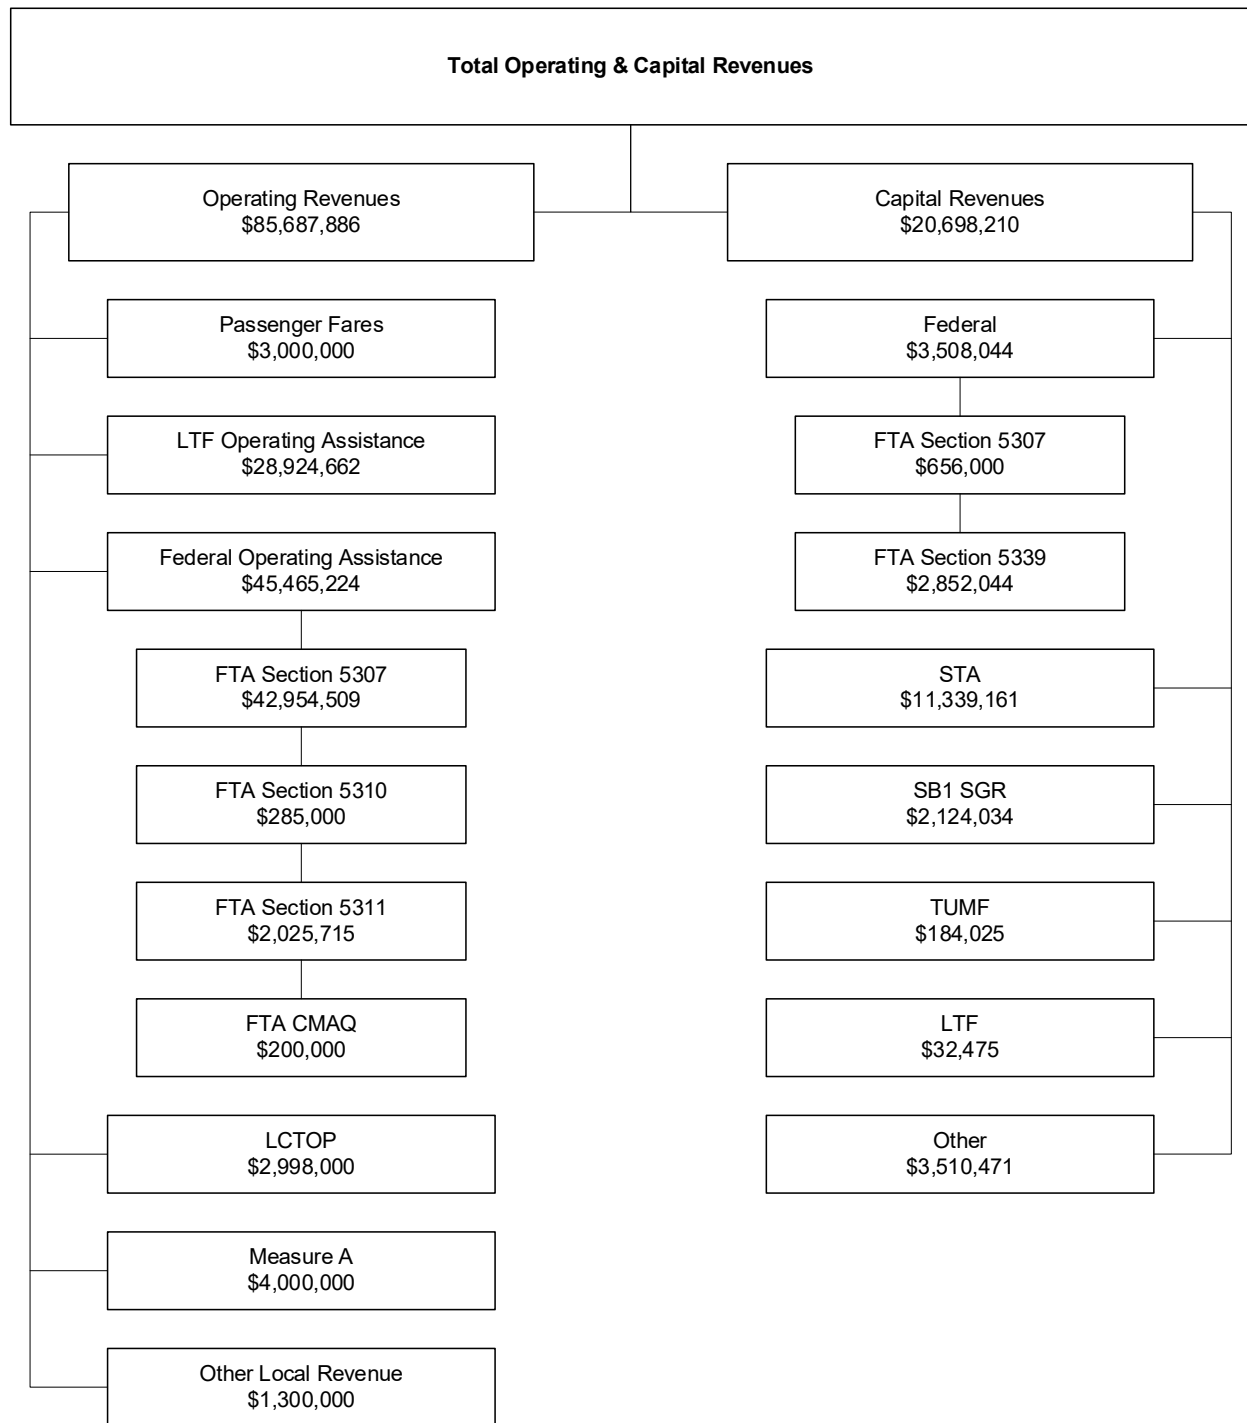 Total Operating & Capital Revenues
Operating Revenues
$85,687,886
Passenger Fares
$3,000,000
LTF Operating Assistance
$28,924,662
Federal Operating Assistance
$45,465,224
FTA Section 5307
$42,954,509
FTA Section 5310
$285,000
FTA Section 5311
$2,025,715
FTA CMAQ
$200,000
LCTOP
$2,998,000
Measure A
$4,000,000
Other Local Revenue
$1,300,000
Capital Revenues
$20,698,210
Federal
$3,508,044
FTA Section 5307
$656,000
FTA Section 5339
$2,852,044
STA
$11,339,161
SB1 SGR
$2,124,034
TUMF
$184,025
LTF
$32,475
Other
$3,510,471